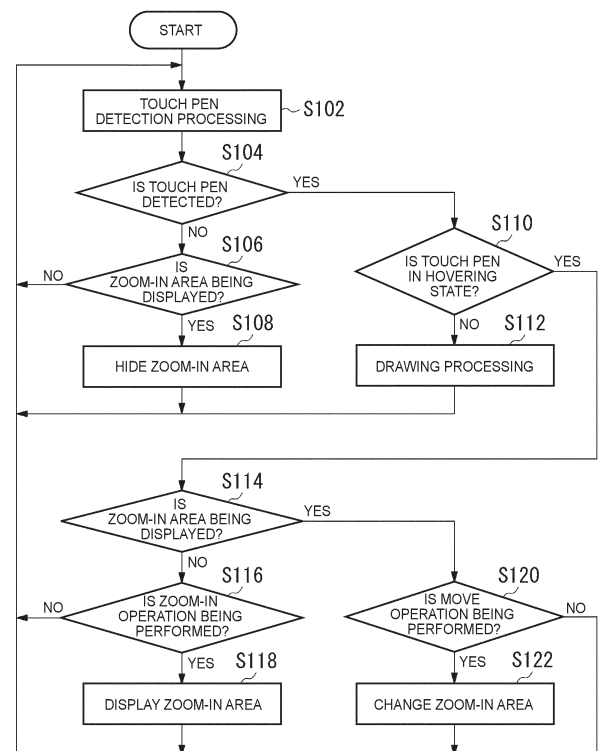 START
TOUCH PEN
DETECTION PROCESSING
S102
S104
IS TOUCH PEN
DETECTED?
YES
NO
S106
IS
ZOOM-IN AREA BEING
DISPLAYED?
NO
YES
S108
HIDE ZOOM-IN AREA
S110
IS TOUCH PEN
IN HOVERING
STATE?
YES
NO
S112
DRAWING PROCESSING
S114
IS
ZOOM-IN AREA BEING
DISPLAYED?
YES
NO
S116
IS ZOOM-IN
OPERATION BEING
PERFORMED?
NO
YES
S118
DISPLAY ZOOM-IN AREA
S120
IS MOVE
OPERATION BEING
PERFORMED?
NO
YES
S122
CHANGE ZOOM-IN AREA